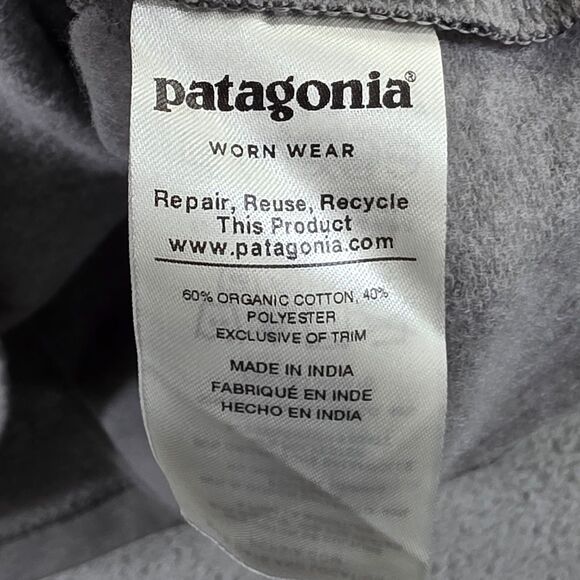 patagonia®
WORN WEAR
Repair, Reuse, Recycle
This Product
www.patagonia.com
60% ORGANIC COTTON, 40%
POLYESTER
EXCLUSIVE OF TRIM
MADE IN INDIA
FABRIQUÉ EN INDE
HECHO EN INDIA